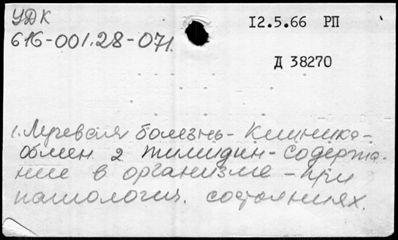 УДК
12.5.66 РП
616-001.28-071
Д 38270
1. Лучевая болезнь - Клиника -
обмен 2 тимидин - Содержа-
ние в организме - при
патологич. состояниях.